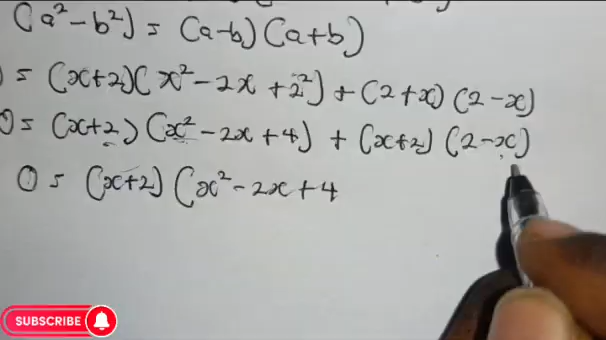 (a² - b²) = (a-b)(a+b)
= (x+2)(x² - 2x + 2²) + (2+x)(2-x)
0 = (x+2)(x² - 2x + 4) + (x+2)(2-x)
0 = (x+2)(x² - 2x + 4
SUBSCRIBE